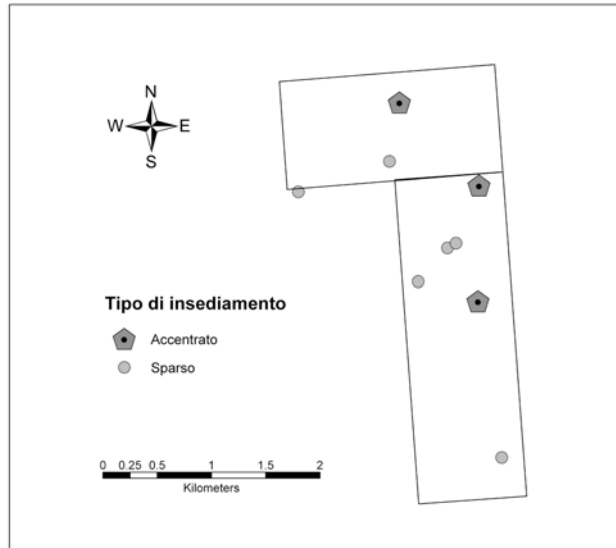 N
W E
S
Tipo di insediamento
Accentrato
Sparso
0 0.25 0.5 1 1.5 2
Kilometers